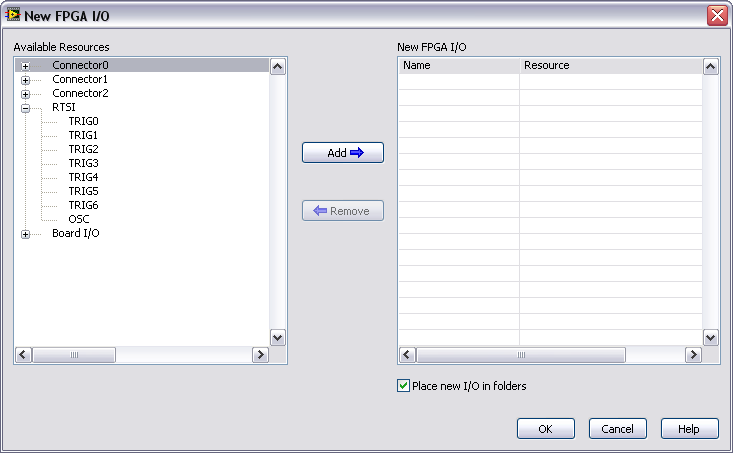 New FPGA I/O
Available Resources
Connector0
Connector1
Connector2
RTSI
TRIG0
TRIG1
TRIG2
TRIG3
TRIG4
TRIG5
TRIG6
OSC
Board I/O
Add
Remove
New FPGA I/O
Name Resource
Place new I/O in folders
OK Cancel Help